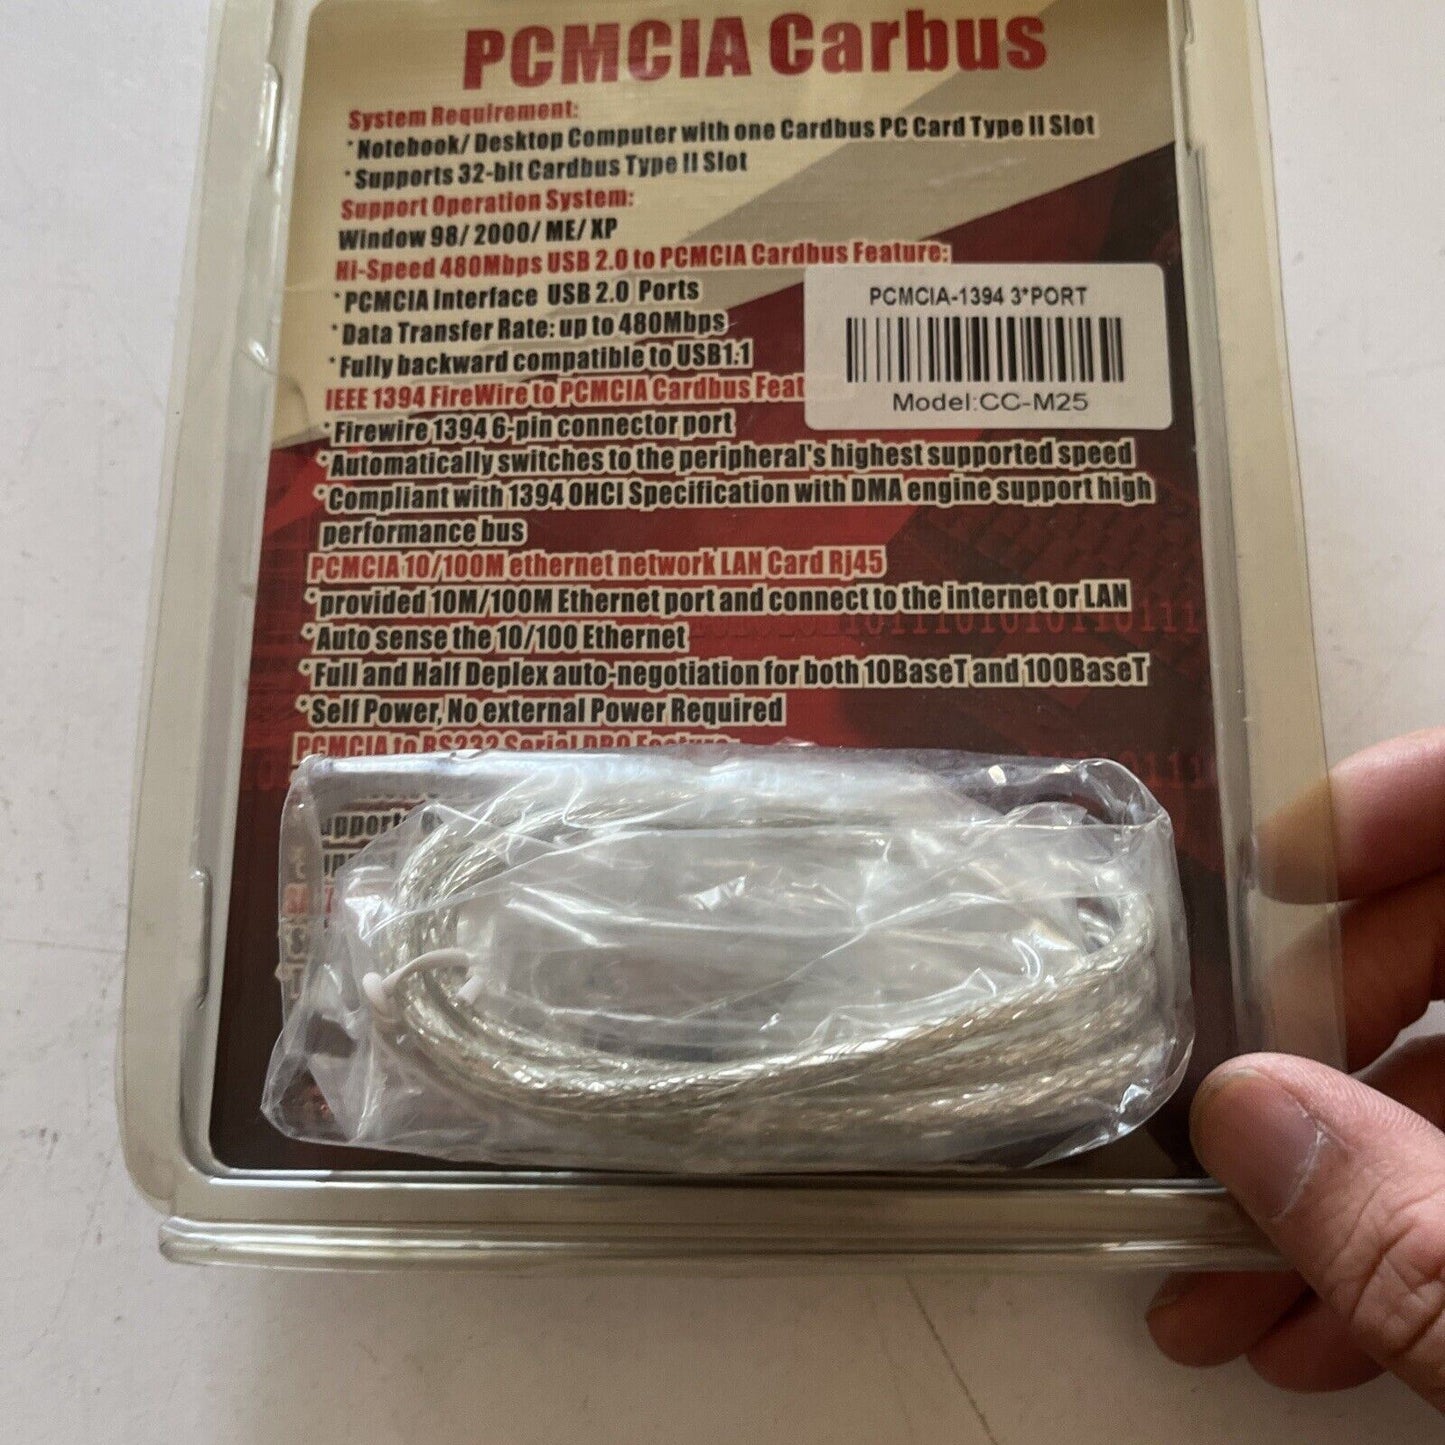 PCMCIA Carbus
System Requirement:
*Notebook/ Desktop Computer with one Cardbus PC Card Type II Slot
*Supports 32-bit Cardbus Type II Slot
Support Operation System:
Window 98/ 2000/ ME/ XP
Hi-Speed 480Mbps USB 2.0 to PCMCIA Cardbus Feature:
*PCMCIA Interface USB 2.0 Ports
*Data Transfer Rate: up to 480Mbps
*Fully backward compatible to USB1.1
PCMCIA-1394 3*PORT
Model:CC-M25
IEEE 1394 FireWire to PCMCIA Cardbus Feat
*Firewire 1394 6-pin connector port
*Automatically switches to the peripheral's highest supported speed
*Compliant with 1394 OHCI Specification with DMA engine support high
performance bus
PCMCIA 10/100M ethernet network LAN Card Rj45
*provided 10M/100M Ethernet port and connect to the internet or LAN
*Auto sense the 10/100 Ethernet
*Full and Half Deplex auto-negotiation for both 10BaseT and 100BaseT
*Self Power, No external Power Required
PCMCIA to RS232 Serial DB9 Feature: